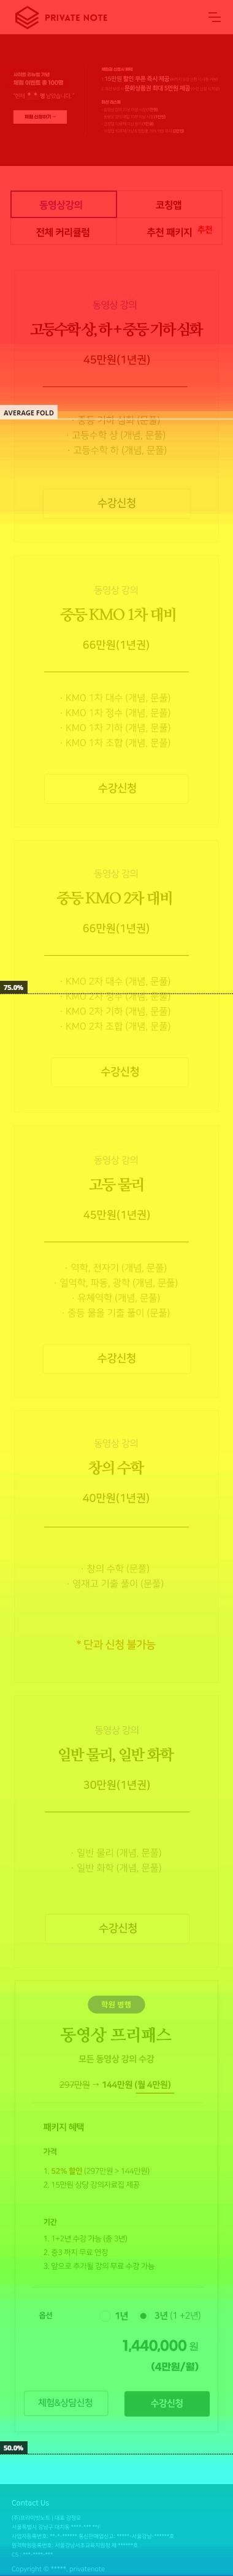 PRIVATE NOTE
사이트 리뉴얼 기념
체험 이벤트 총 100명
동영상강의
코칭앱
전체 커리큘럼
추천 패키지 추천
동영상 강의
고등수학 상, 하 + 중등 기하 심화
45만원(1년권)
AVERAGE FOLD
· 중등 기하 심화 (문풀)
· 고등수학 상 (개념, 문풀)
· 고등수학 하 (개념, 문풀)
수강신청
동영상 강의
중등 KMO 1차 대비
66만원(1년권)
· KMO 1차 대수 (개념, 문풀)
· KMO 1차 정수 (개념, 문풀)
· KMO 1차 기하 (개념, 문풀)
· KMO 1차 조합 (개념, 문풀)
수강신청
동영상 강의
중등 KMO 2차 대비
66만원(1년권)
· KMO 2차 대수 (개념, 문풀)
75.0%
· KMO 2차 정수 (개념, 문풀)
· KMO 2차 기하 (개념, 문풀)
· KMO 2차 조합 (개념, 문풀)
수강신청
동영상 강의
고등 물리
45만원(1년권)
· 역학, 전자기 (개념, 문풀)
· 열역학, 파동, 광학 (개념, 문풀)
· 유체역학 (개념, 문풀)
· 중등 물올 기출 풀이 (문풀)
수강신청
동영상 강의
창의 수학
40만원(1년권)
· 창의 수학 (문풀)
· 영재고 기출 풀이 (문풀)
* 단과 신청 불가능
동영상 강의
일반 물리, 일반 화학
30만원(1년권)
· 일반 물리 (개념, 문풀)
· 일반 화학 (개념, 문풀)
수강신청
학원 병행
동영상 프리패스
모든 동영상 강의 수강
297만원 → 144만원 (월 4만원)
패키지 혜택
가격
1. 52% 할인 (297만원 > 144만원)
2. 15만원 상당 강의자료집 제공
기간
1. 1+2년 수강 가능 (총 3년)
2. 중3 까지 무료 연장
3. 앞으로 추가될 강의 무료 수강 가능
옵션 1년 3년 (1 +2년)
1,440,000 원
(4만원/월)
체험&상담신청
수강신청
50.0%
Contact Us
Copyright © *****. privatenote